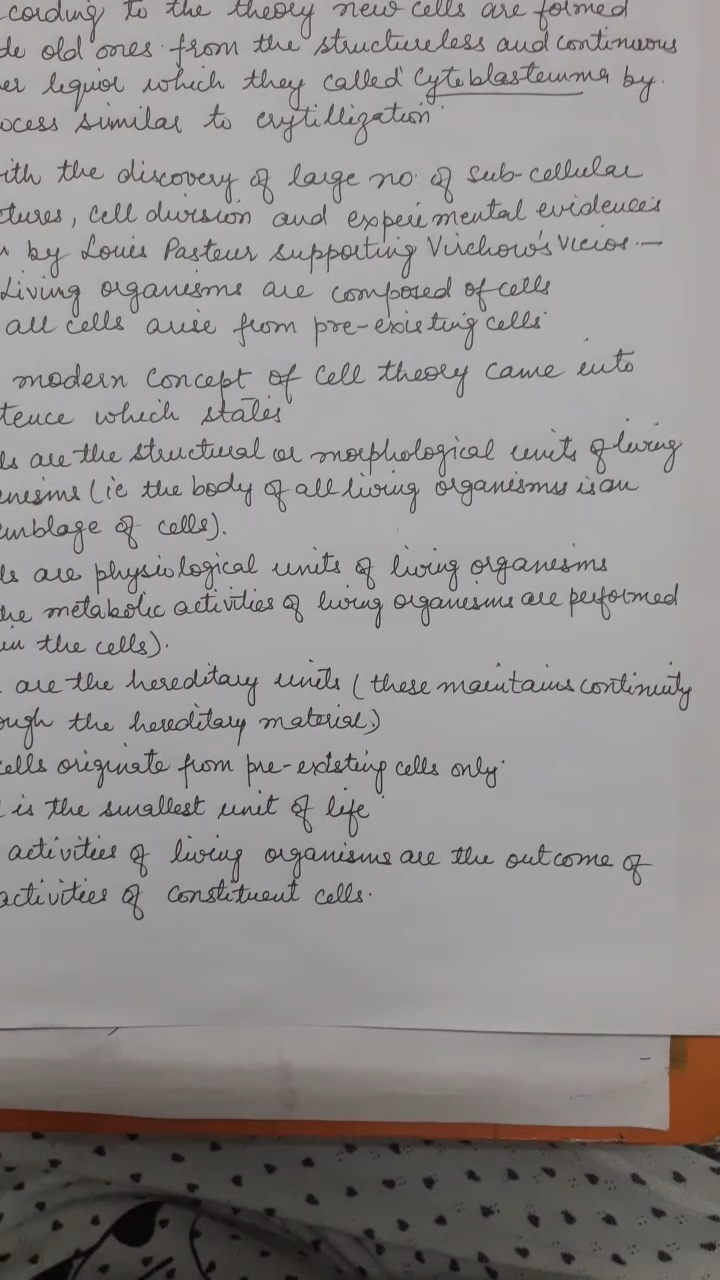 cording to the theory new cells are formed
de old ones from the structureless and continuous
er liquor which they called Cyteblastemma by.
ocess similar to crytillization.
ith the discovery of large no. of sub-cellular
tures, cell division and experimental evidences
n by Louis Pasteur supporting Virchow's views. —
Living organisms are composed of cells
all cells arise from pre-existing cells.
modern concept of cell theory came into
tence which states
ls are the structural or morphological units of living
nisms (ie the body of all living organisms is an
emblage of cells).
ls are physiological units of living organisms
he metabolic activities of living organisms are performed
in the cells).
are the hereditary units (these maintains continuity
ough the hereditary material.)
cells originate from pre-existing cells only.
is the smallest unit of life.
activities of living organisms are the outcome of
activities of constituent cells.